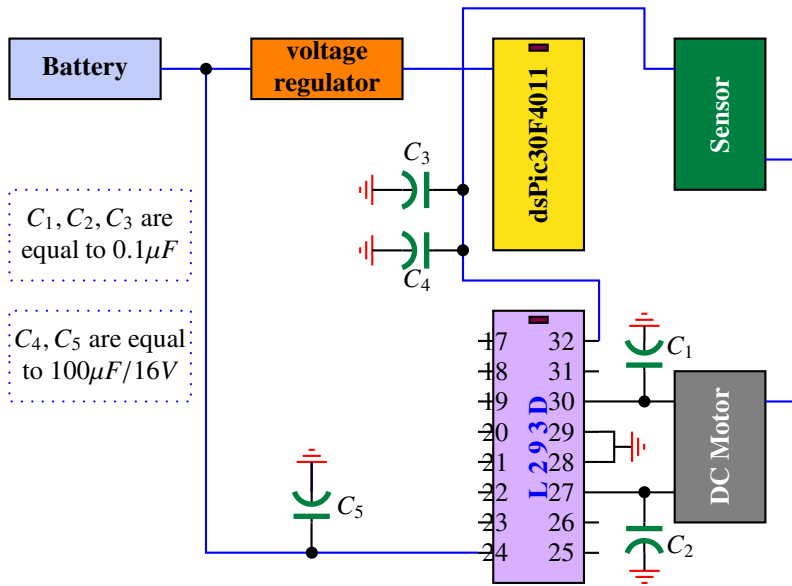 Battery
voltage
regulator
dsPic30F4011
Sensor
C₃
C₁, C₂, C₃ are
equal to 0.1μF
C₄
C₄, C₅ are equal
to 100μF/16V
17 32
18 31
19 30
20 29
21 28
22 27
23 26
24 25
L293D
C₁
DC Motor
C₅
C₂